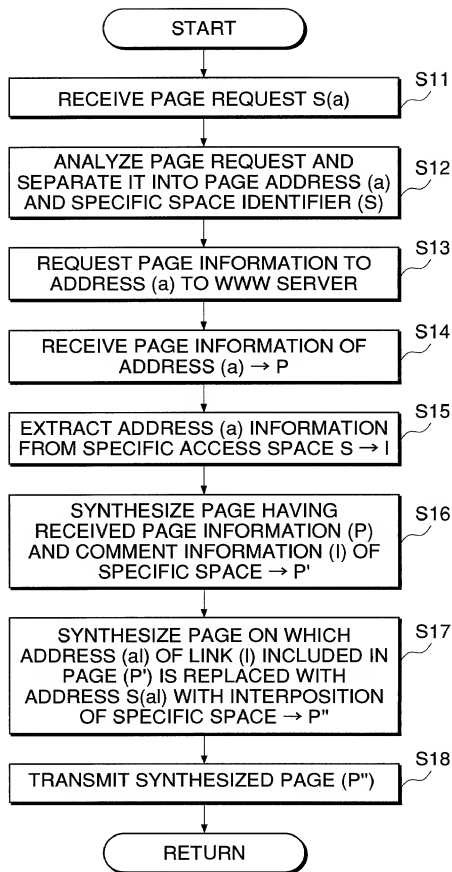 START
S11
RECEIVE PAGE REQUEST S(a)
S12
ANALYZE PAGE REQUEST AND
SEPARATE IT INTO PAGE ADDRESS (a)
AND SPECIFIC SPACE IDENTIFIER (S)
S13
REQUEST PAGE INFORMATION TO
ADDRESS (a) TO WWW SERVER
S14
RECEIVE PAGE INFORMATION OF
ADDRESS (a) → P
S15
EXTRACT ADDRESS (a) INFORMATION
FROM SPECIFIC ACCESS SPACE S → I
S16
SYNTHESIZE PAGE HAVING
RECEIVED PAGE INFORMATION (P)
AND COMMENT INFORMATION (I) OF
SPECIFIC SPACE → P'
S17
SYNTHESIZE PAGE ON WHICH
ADDRESS (al) OF LINK (l) INCLUDED IN
PAGE (P') IS REPLACED WITH
ADDRESS S(al) WITH INTERPOSITION
OF SPECIFIC SPACE → P"
S18
TRANSMIT SYNTHESIZED PAGE (P")
RETURN